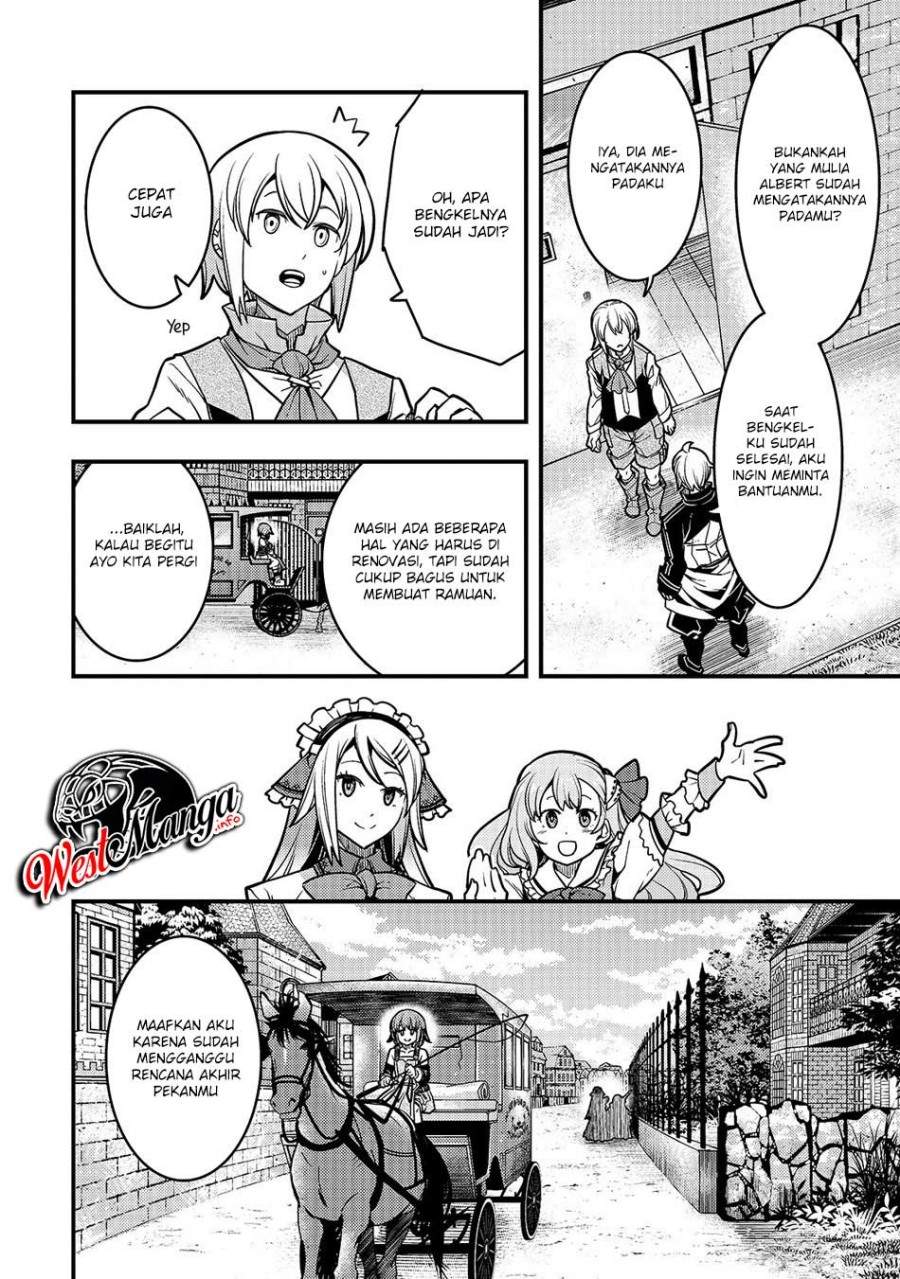 BUKANKAH
YANG MULIA
ALBERT SUDAH
MENGATAKANNYA
PADAMU?
IYA, DIA ME-
NGATAKANNYA
PADAKU
SAAT
BENGKEL-
KU SUDAH
SELESAI, AKU
INGIN MEMINTA
BANTUANMU.
OH, APA
BENGKELNYA
SUDAH JADI?
CEPAT
JUGA
Yep
MASIH ADA BEBERAPA
HAL YANG HARUS DI
RENOVASI, TAPI SUDAH
CUKUP BAGUS UNTUK
MEMBUAT RAMUAN.
...BAIKLAH,
KALAU BEGITU
AYO KITA PERGI
WestManga
.info
MAAFKAN AKU
KARENA SUDAH
MENGGANGGU
RENCANA AKHIR
PEKANMU